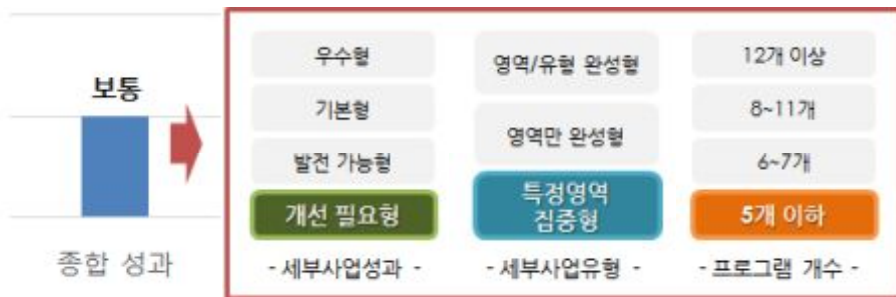 보통
종합 성과
우수형
기본형
발전 가능형
개선 필요형
- 세부사업성과 -
영역/유형 완성형
영역만 완성형
특정영역
집중형
- 세부사업유형 -
12개 이상
8~11개
6~7개
5개 이하
- 프로그램 개수 -